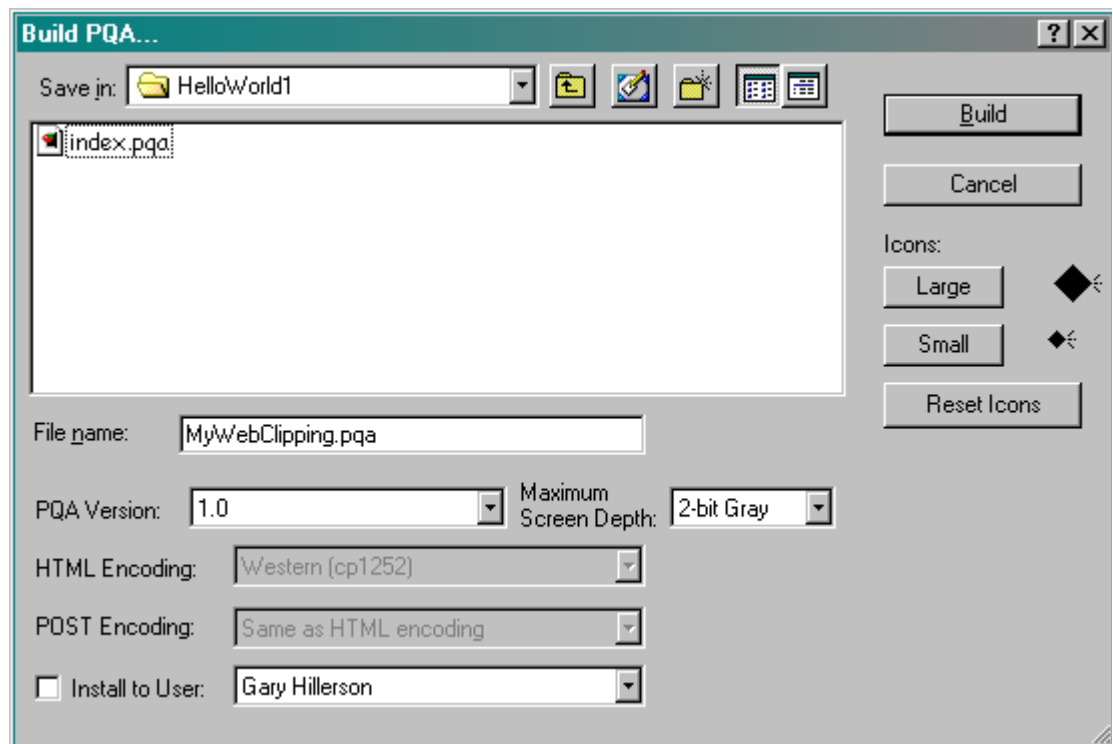 Build PQA...
Save in: HelloWorld1
index.pqa
Build
Cancel
Icons:
Large
Small
Reset Icons
File name: MyWebClipping.pqa
PQA Version: 1.0
Maximum
Screen Depth: 2-bit Gray
HTML Encoding: Western (cp1252)
POST Encoding: Same as HTML encoding
Install to User: Gary Hillerson